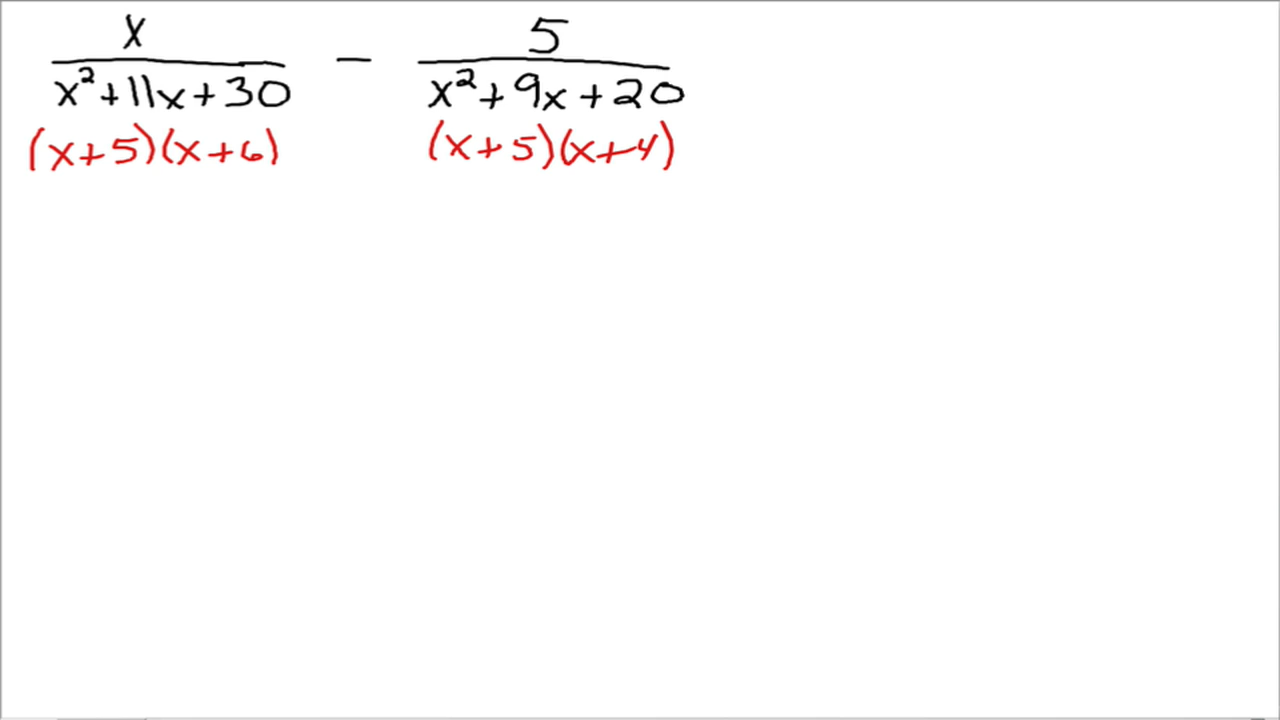 x/(x²+11x+30) - 5/(x²+9x+20)
(x+5)(x+6) (x+5)(x+4)